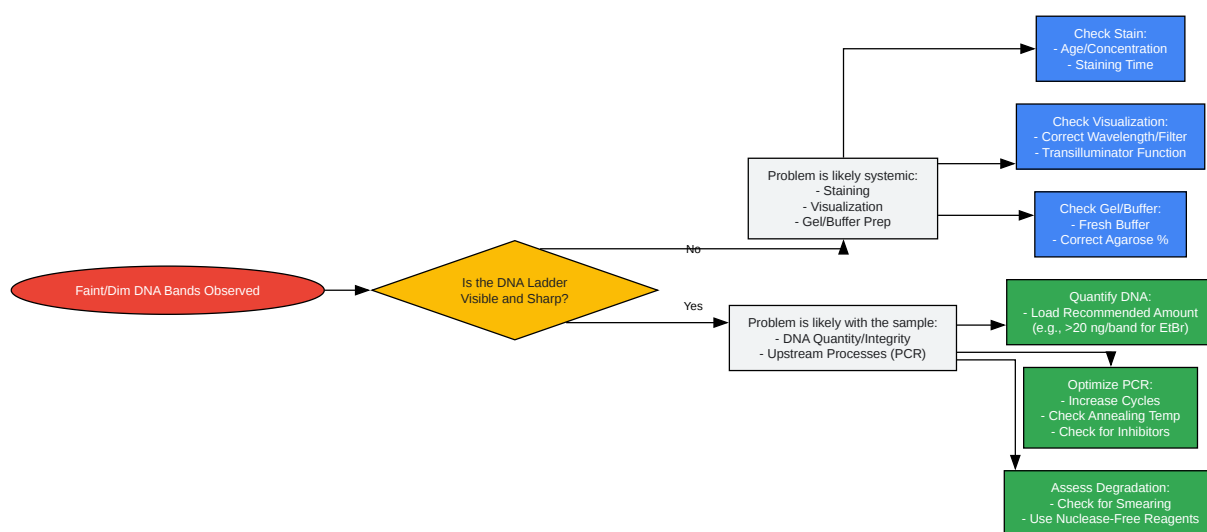 Faint/Dim DNA Bands Observed
Is the DNA Ladder
Visible and Sharp?
No
Yes
Problem is likely systemic:
- Staining
- Visualization
- Gel/Buffer Prep
Problem is likely with the sample:
- DNA Quantity/Integrity
- Upstream Processes (PCR)
Check Stain:
- Age/Concentration
- Staining Time
Check Visualization:
- Correct Wavelength/Filter
- Transilluminator Function
Check Gel/Buffer:
- Fresh Buffer
- Correct Agarose %
Quantify DNA:
- Load Recommended Amount
(e.g., >20 ng/band for EtBr)
Optimize PCR:
- Increase Cycles
- Check Annealing Temp
- Check for Inhibitors
Assess Degradation:
- Check for Smearing
- Use Nuclease-Free Reagents